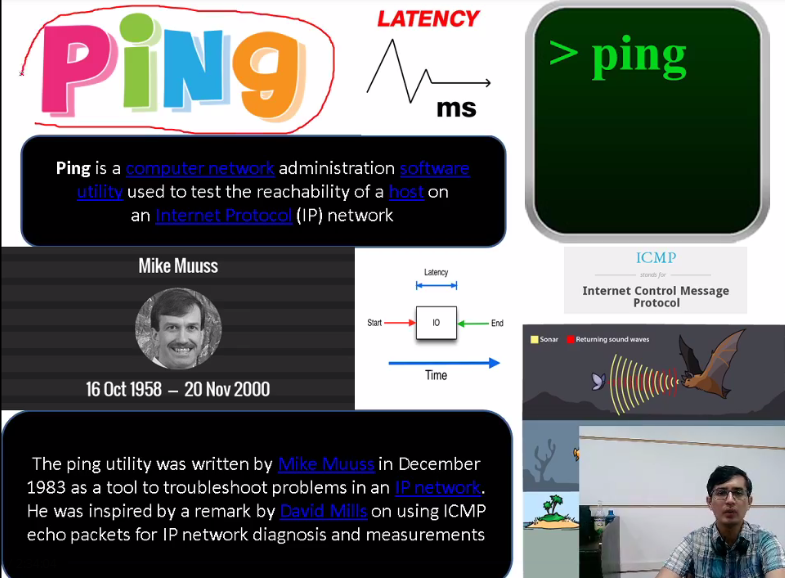 PiNg
LATENCY
ms
> ping
Ping is a computer network administration software
utility used to test the reachability of a host on
an Internet Protocol (IP) network
Mike Muuss
16 Oct 1958 – 20 Nov 2000
Latency
Start
IO
End
Time
ICMP
stands for
Internet Control Message
Protocol
Sonar
Returning sound waves
The ping utility was written by Mike Muuss in December
1983 as a tool to troubleshoot problems in an IP network.
He was inspired by a remark by David Mills on using ICMP
echo packets for IP network diagnosis and measurements